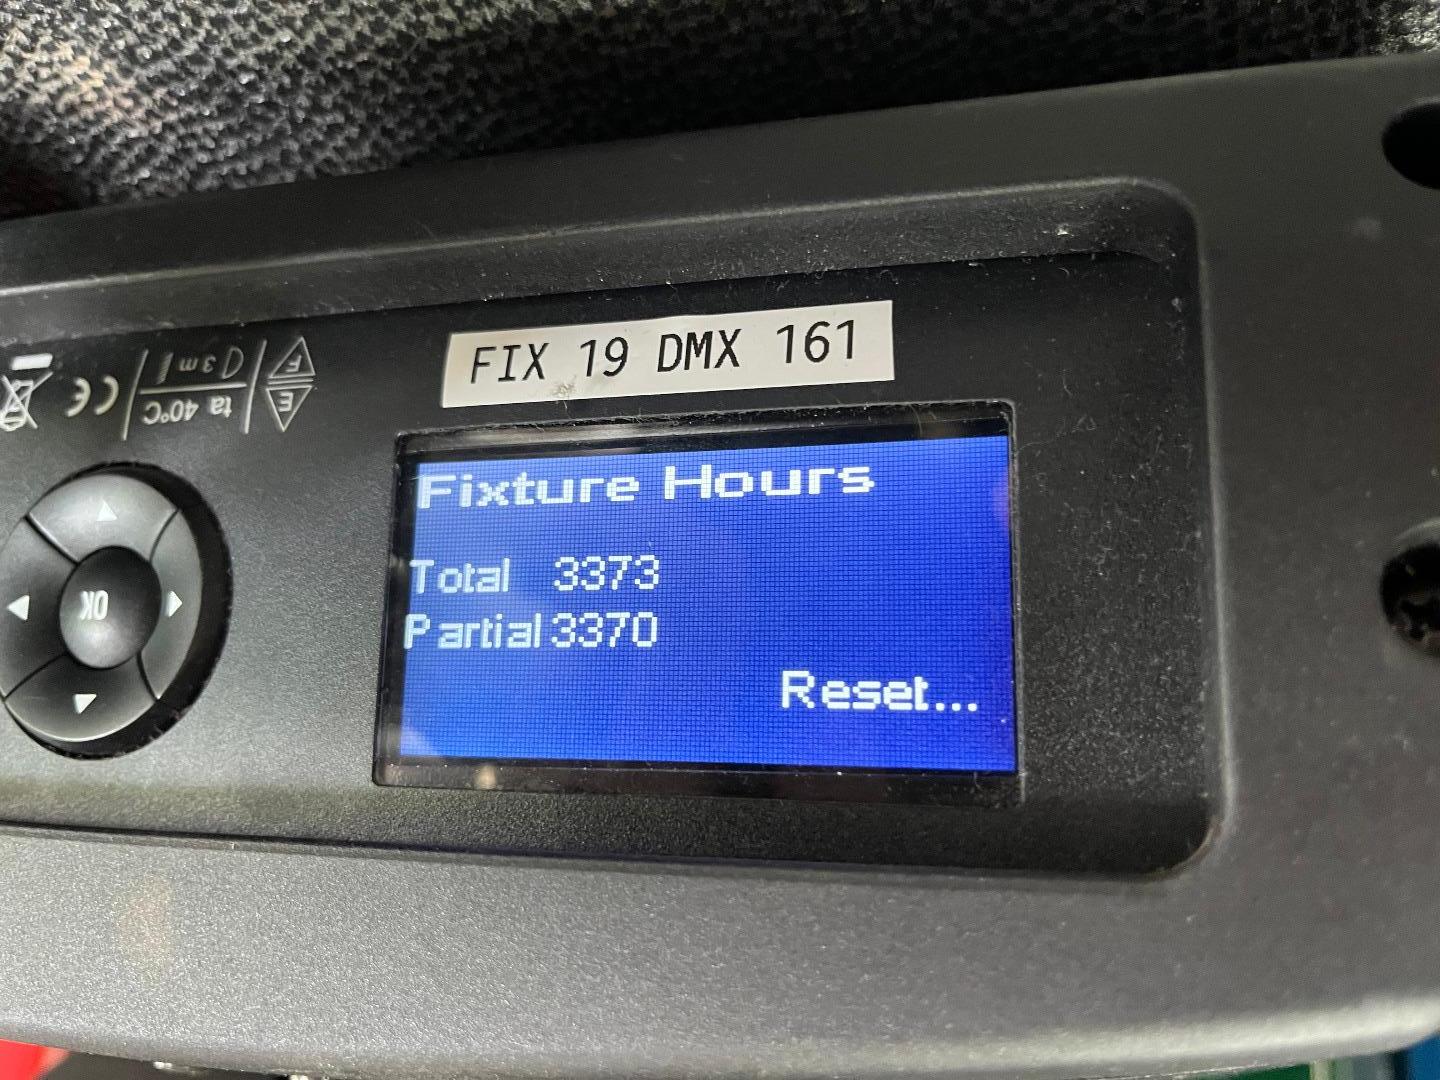 FIX 19 DMX 161
Fixture Hours
Total 3373
Partial 3370
Reset...
F
E
3 m
ta 40°C
CE
OK